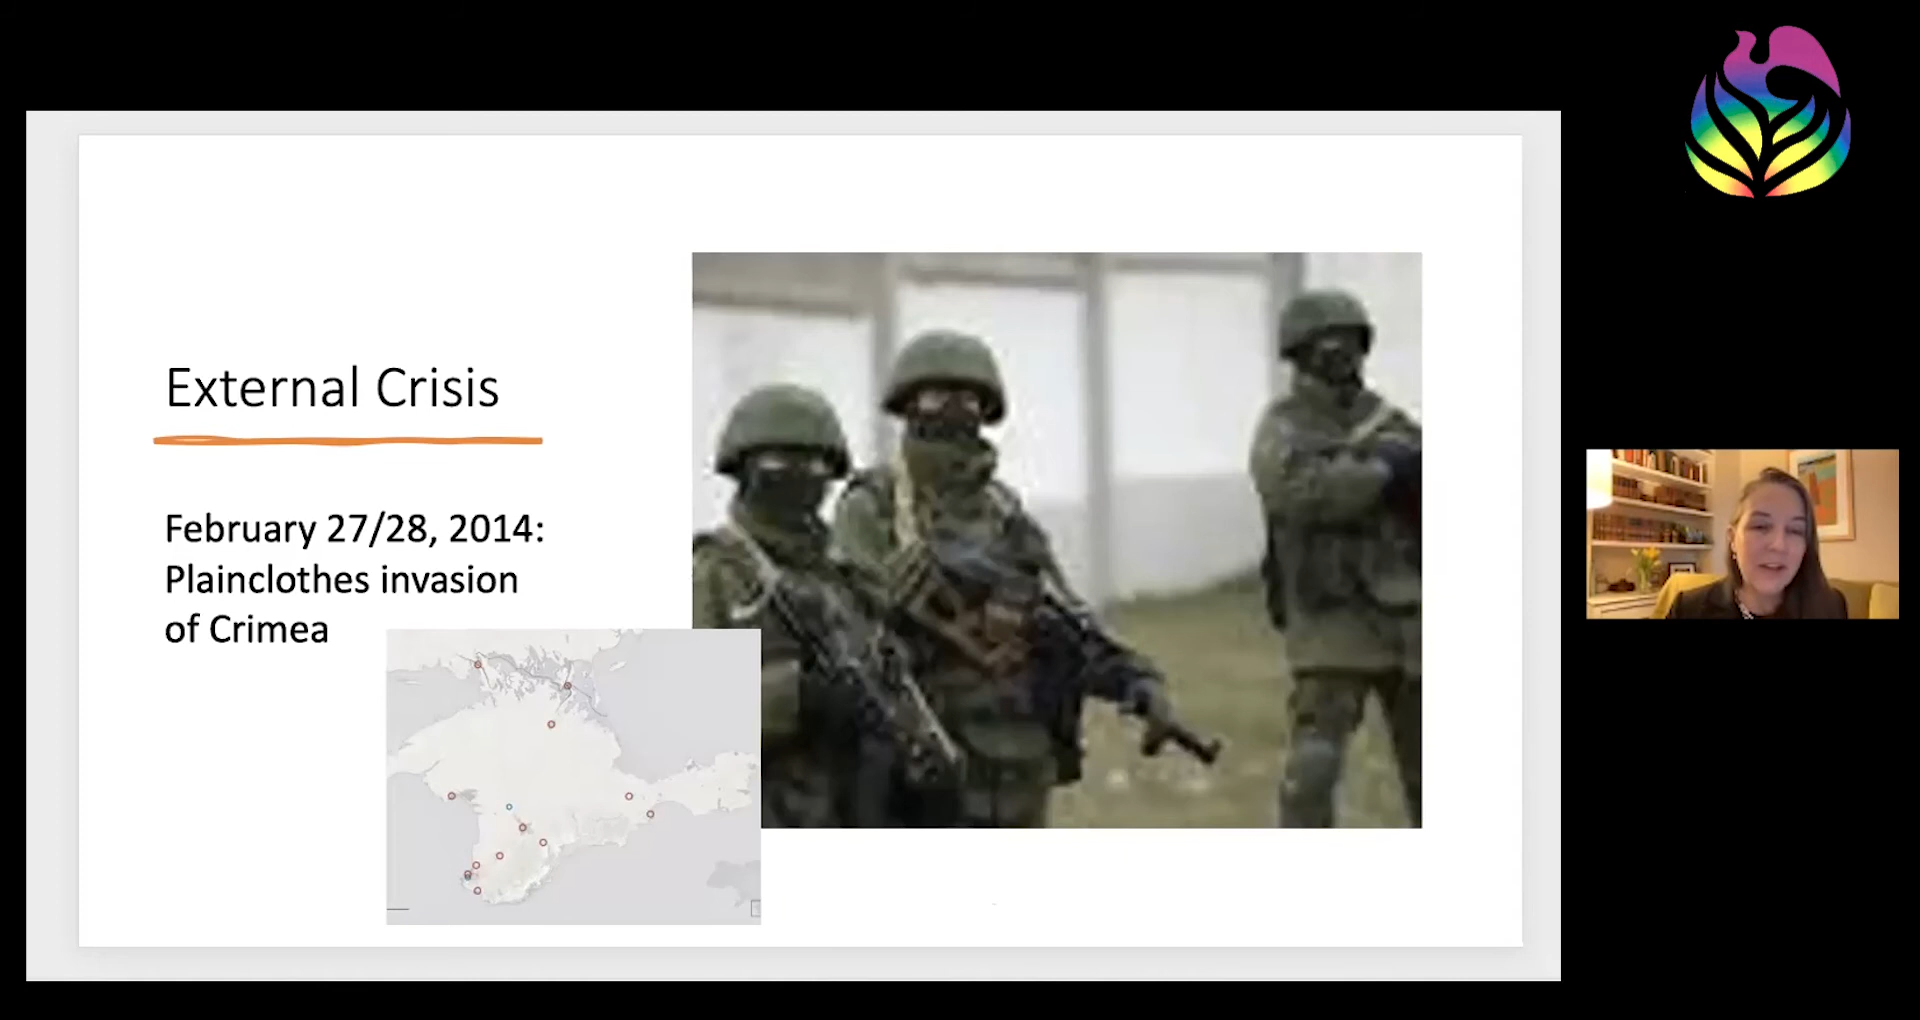 External Crisis
February 27/28, 2014:
Plainclothes invasion
of Crimea